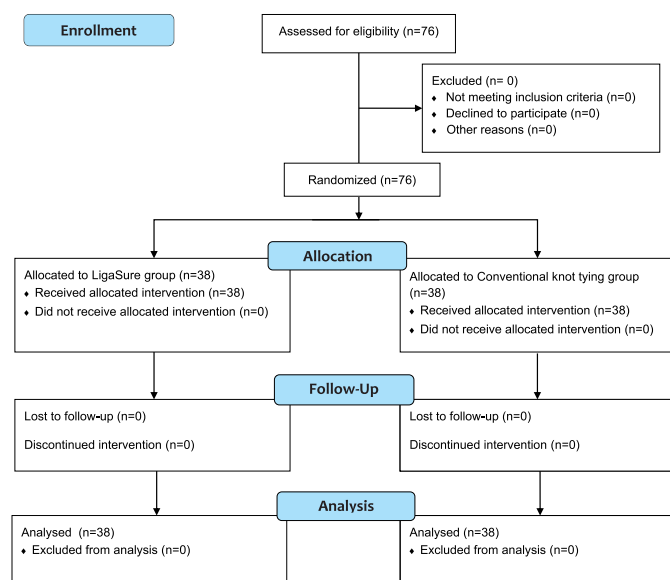 Enrollment
Assessed for eligibility (n=76)
Excluded (n= 0)
♦ Not meeting inclusion criteria (n=0)
♦ Declined to participate (n=0)
♦ Other reasons (n=0)
Randomized (n=76)
Allocation
Allocated to LigaSure group (n=38)
♦ Received allocated intervention (n=38)
♦ Did not receive allocated intervention (n=0)
Allocated to Conventional knot tying group
(n=38)
♦ Received allocated intervention (n=38)
♦ Did not receive allocated intervention (n=0)
Follow-Up
Lost to follow-up (n=0)
Discontinued intervention (n=0)
Lost to follow-up (n=0)
Discontinued intervention (n=0)
Analysis
Analysed (n=38)
♦ Excluded from analysis (n=0)
Analysed (n=38)
♦ Excluded from analysis (n=0)